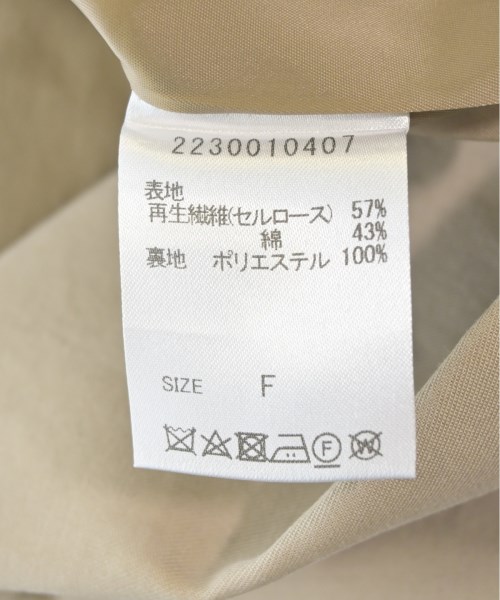 2230010407
表地
再生繊維(セルロース) 57%
綿 43%
裏地 ポリエステル 100%
SIZE F
F W